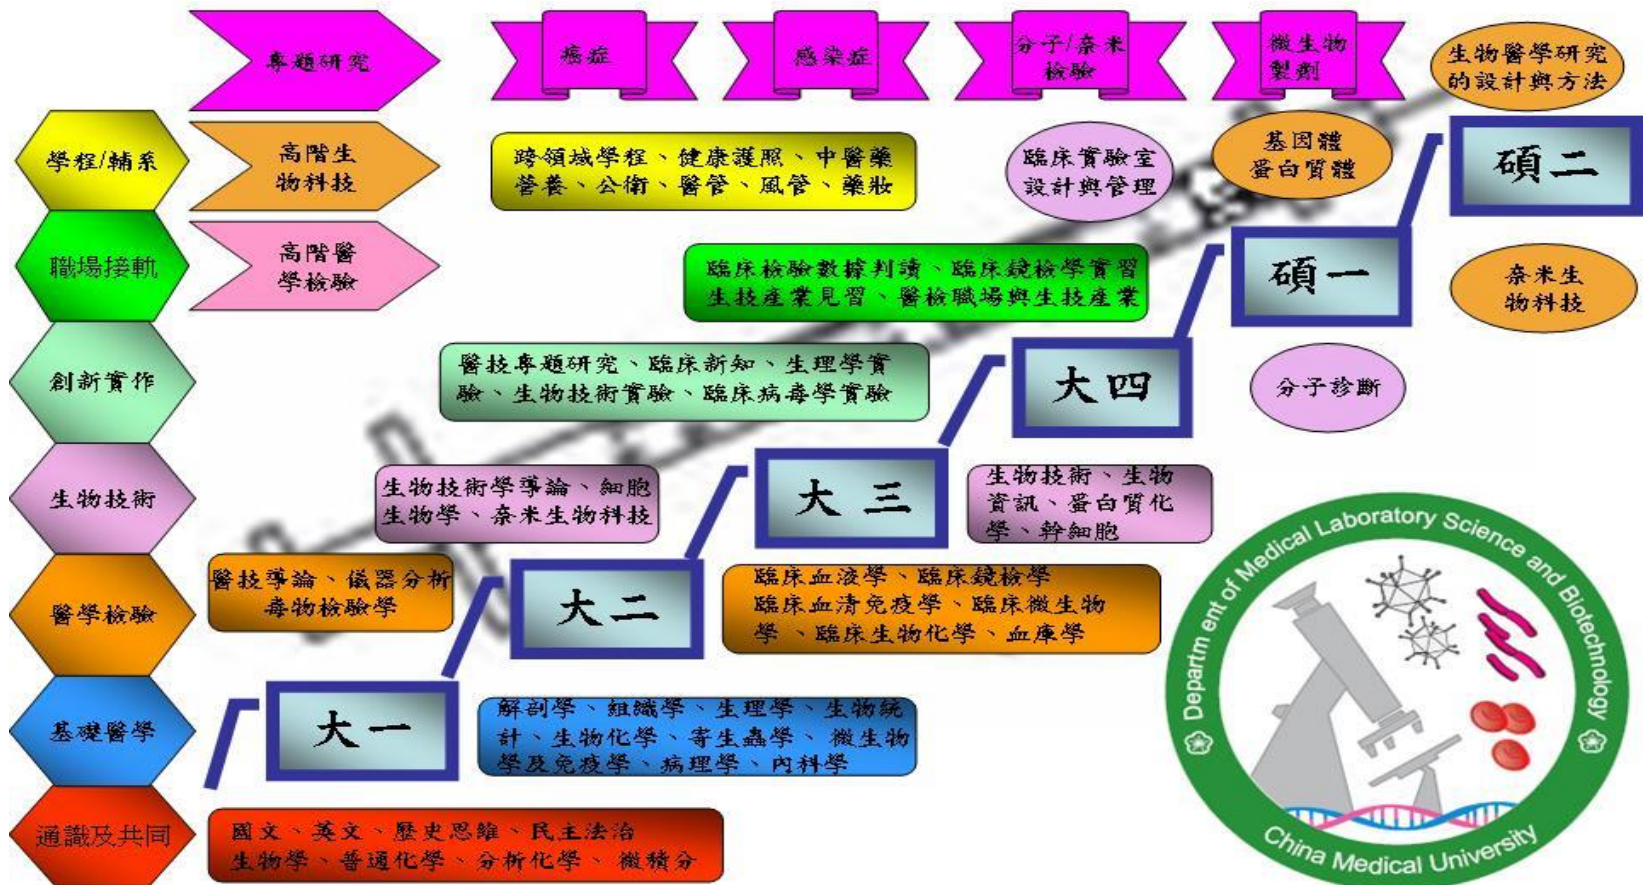 專題研究
癌症
感染症
分子/奈米
檢驗
微生物
製劑
生物醫學研究
的設計與方法
學程/輔系
高階生
物科技
跨領域學程、健康護照、中醫藥
營養、公衛、醫管、風管、藥妝
臨床實驗室
設計與管理
基因體
蛋白質體
碩二
職場接軌
高階醫
學檢驗
臨床檢驗數據判讀、臨床鏡檢學實習
生技產業見習、醫檢職場與生技產業
碩一
奈米生
物科技
創新實作
醫技專題研究、臨床新知、生理學實
驗、生物技術實驗、臨床病毒學實驗
大四
分子診斷
生物技術
生物技術學導論、細胞
生物學、奈米生物科技
大三
生物技術、生物
資訊、蛋白質化
學、幹細胞
醫學檢驗
醫技導論、儀器分析
毒物檢驗學
大二
臨床血液學、臨床鏡檢學
臨床血清免疫學、臨床微生物
學、臨床生物化學、血庫學
基礎醫學
大一
解剖學、組織學、生理學、生物統
計、生物化學、寄生蟲學、微生物
學及免疫學、病理學、內科學
通識及共同
國文、英文、歷史思維、民主法治
生物學、普通化學、分析化學、微積分
Department of Medical Laboratory Science and Biotechnology
China Medical University